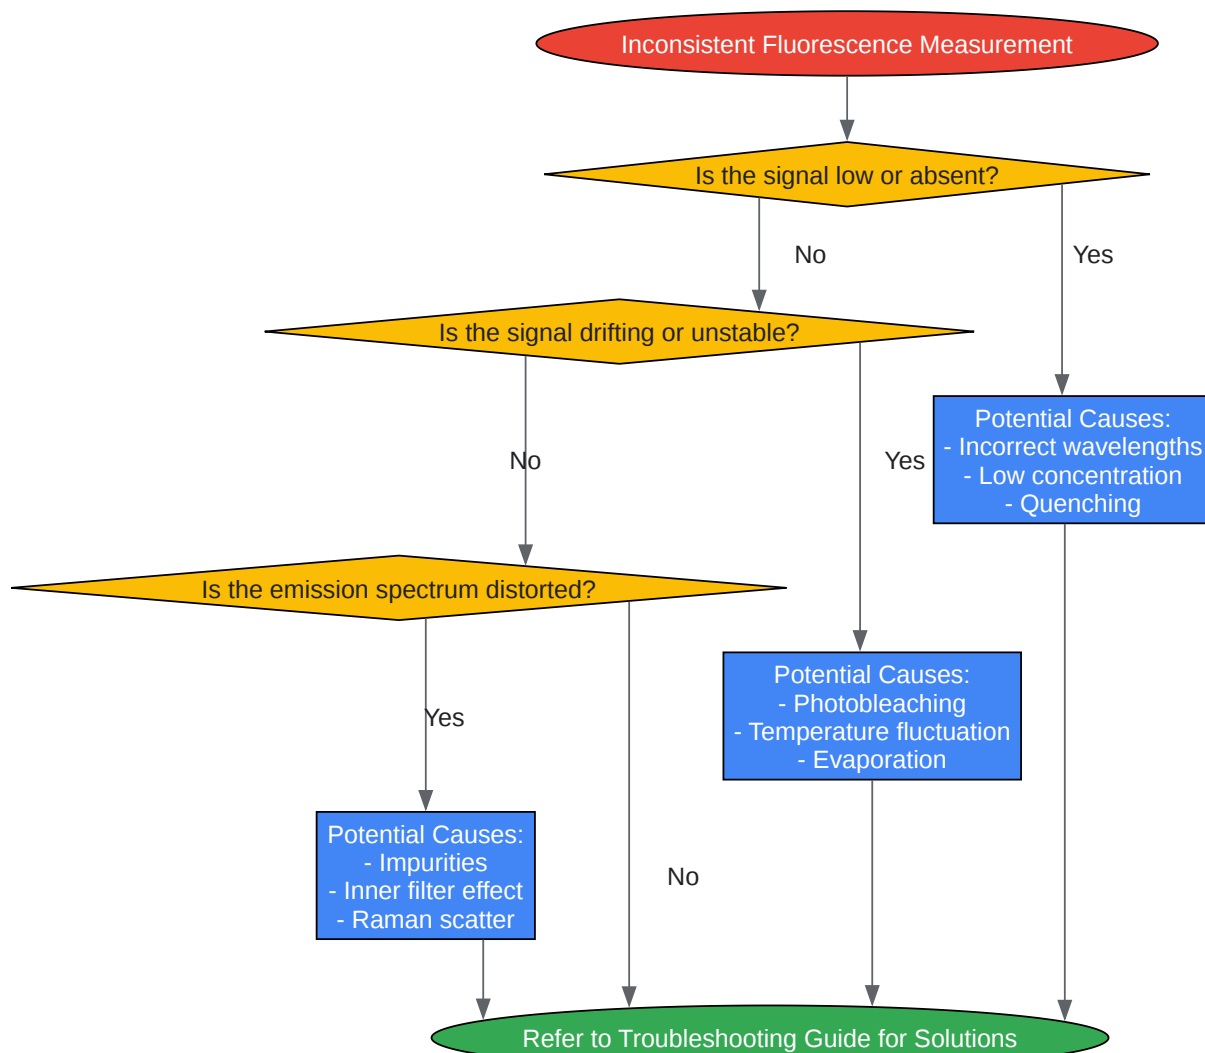 Inconsistent Fluorescence Measurement
Is the signal low or absent?
No
Yes
Is the signal drifting or unstable?
Potential Causes:
- Incorrect wavelengths
- Low concentration
- Quenching
No
Yes
Is the emission spectrum distorted?
Potential Causes:
- Photobleaching
- Temperature fluctuation
- Evaporation
Yes
Potential Causes:
- Impurities
- Inner filter effect
- Raman scatter
No
Refer to Troubleshooting Guide for Solutions